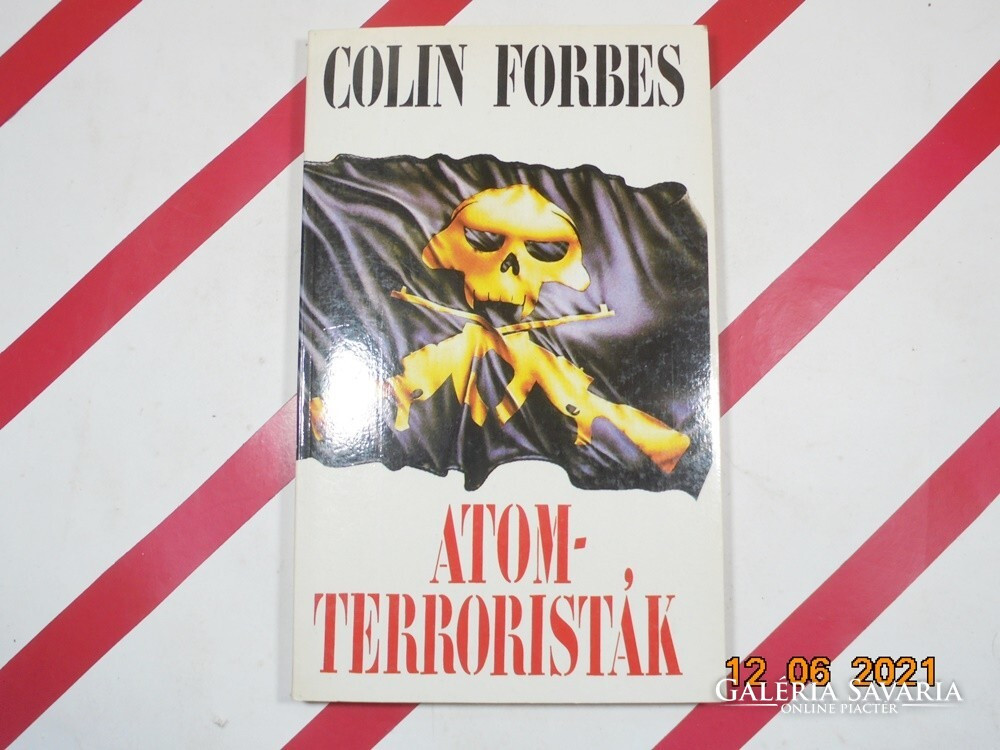 COLIN FORBES
ATOM-
TERRORISTÁK
12 06 2021
GALÉRIA SAVARIA
ONLINE PIACTÉR